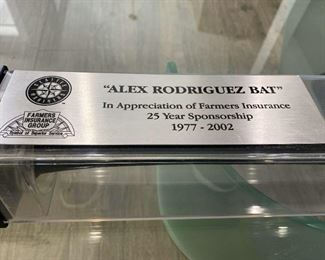 "ALEX RODRIGUEZ BAT"
In Appreciation of Farmers Insurance
25 Year Sponsorship
1977 - 2002
FARMERS
INSURANCE
GROUP